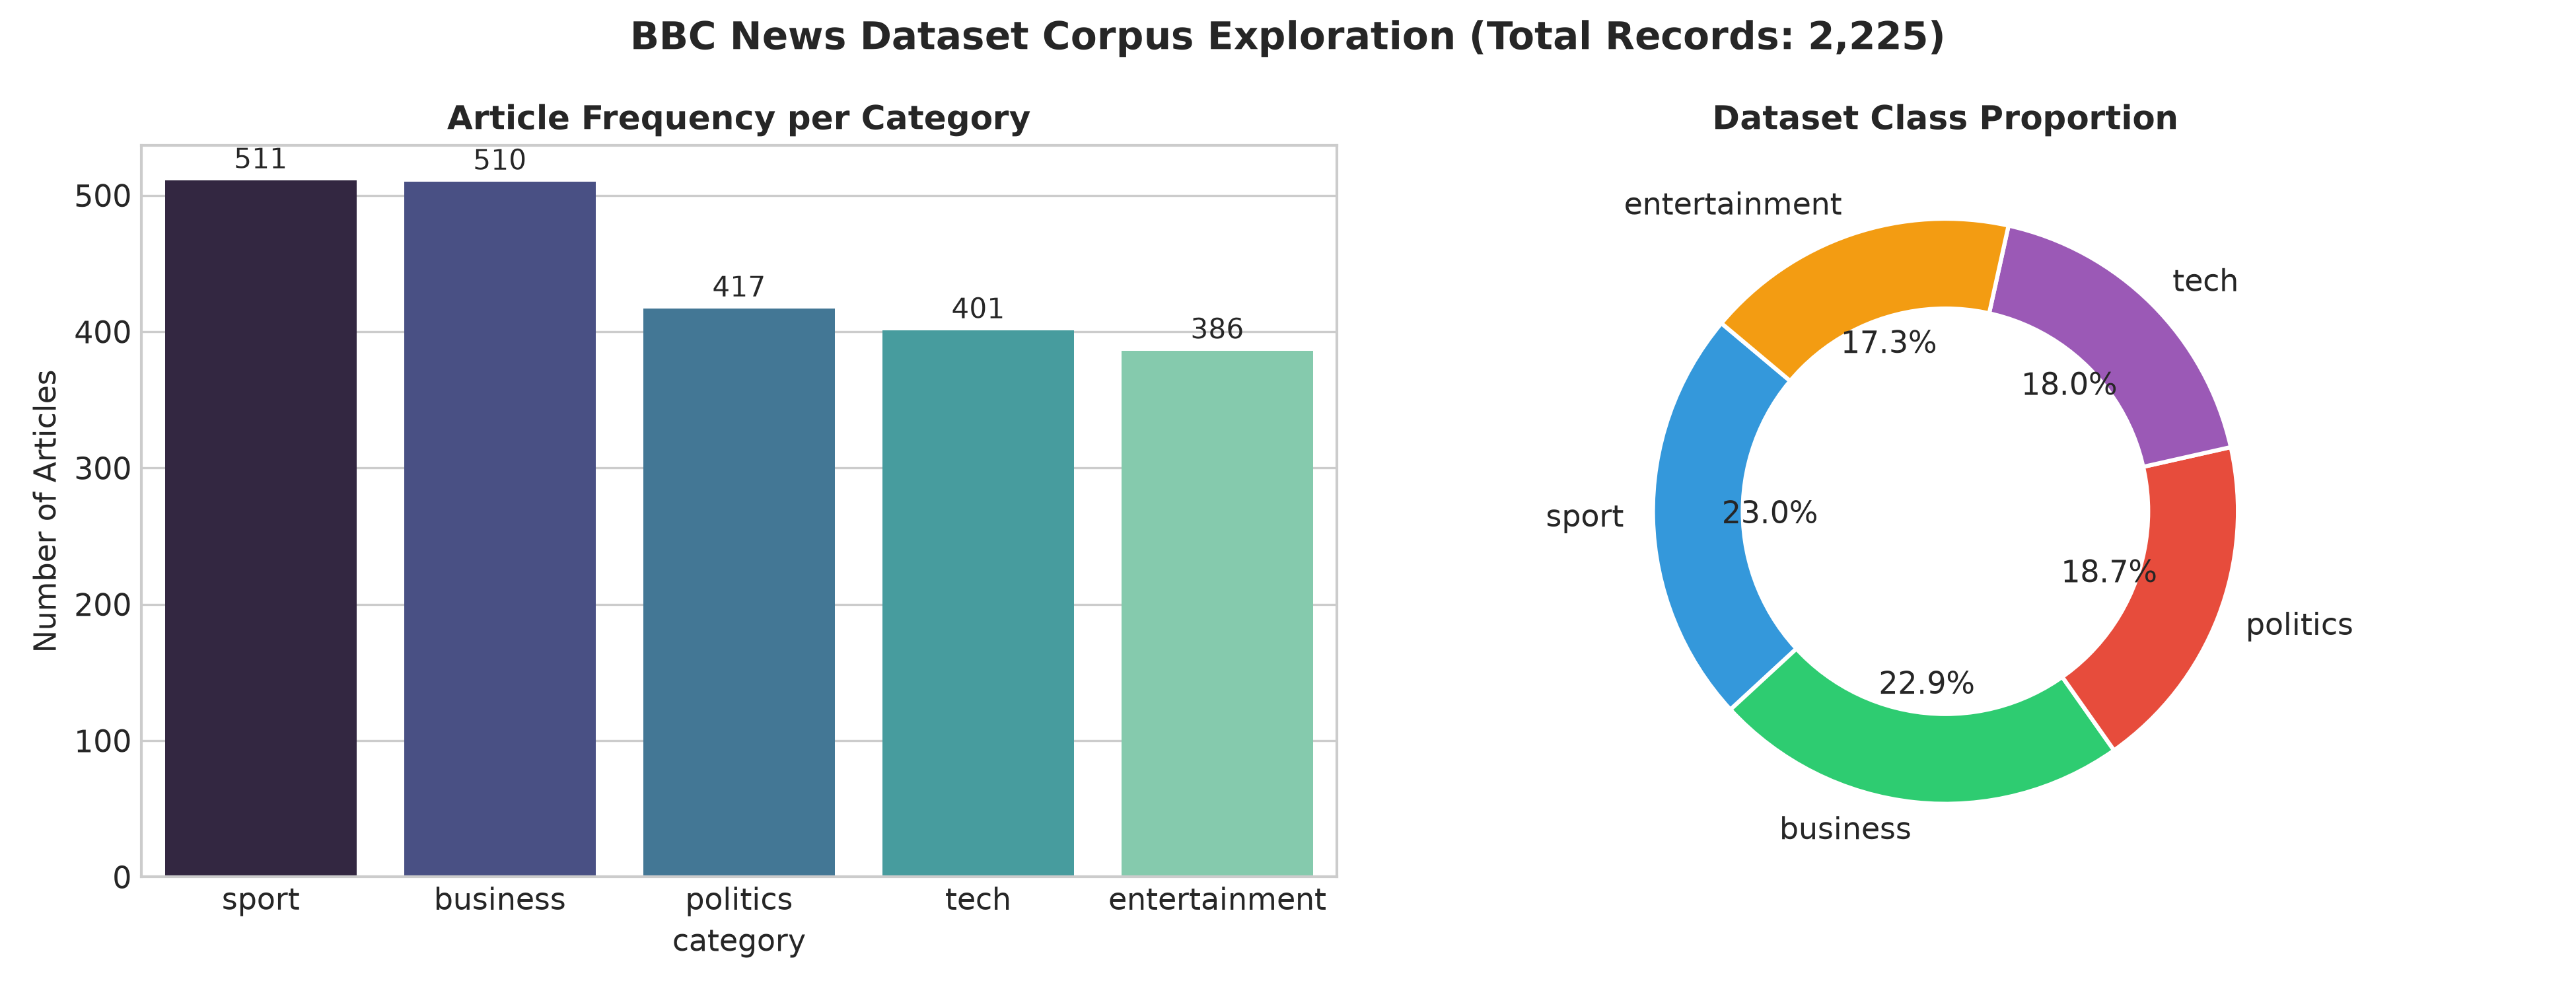 BBC News Dataset Corpus Exploration (Total Records: 2,225)
Article Frequency per Category
511
510
417
401
386
500
400
300
200
100
0
Number of Articles
sport
business
politics
tech
entertainment
category
Dataset Class Proportion
entertainment
tech
17.3%
18.0%
sport
23.0%
18.7%
politics
22.9%
business